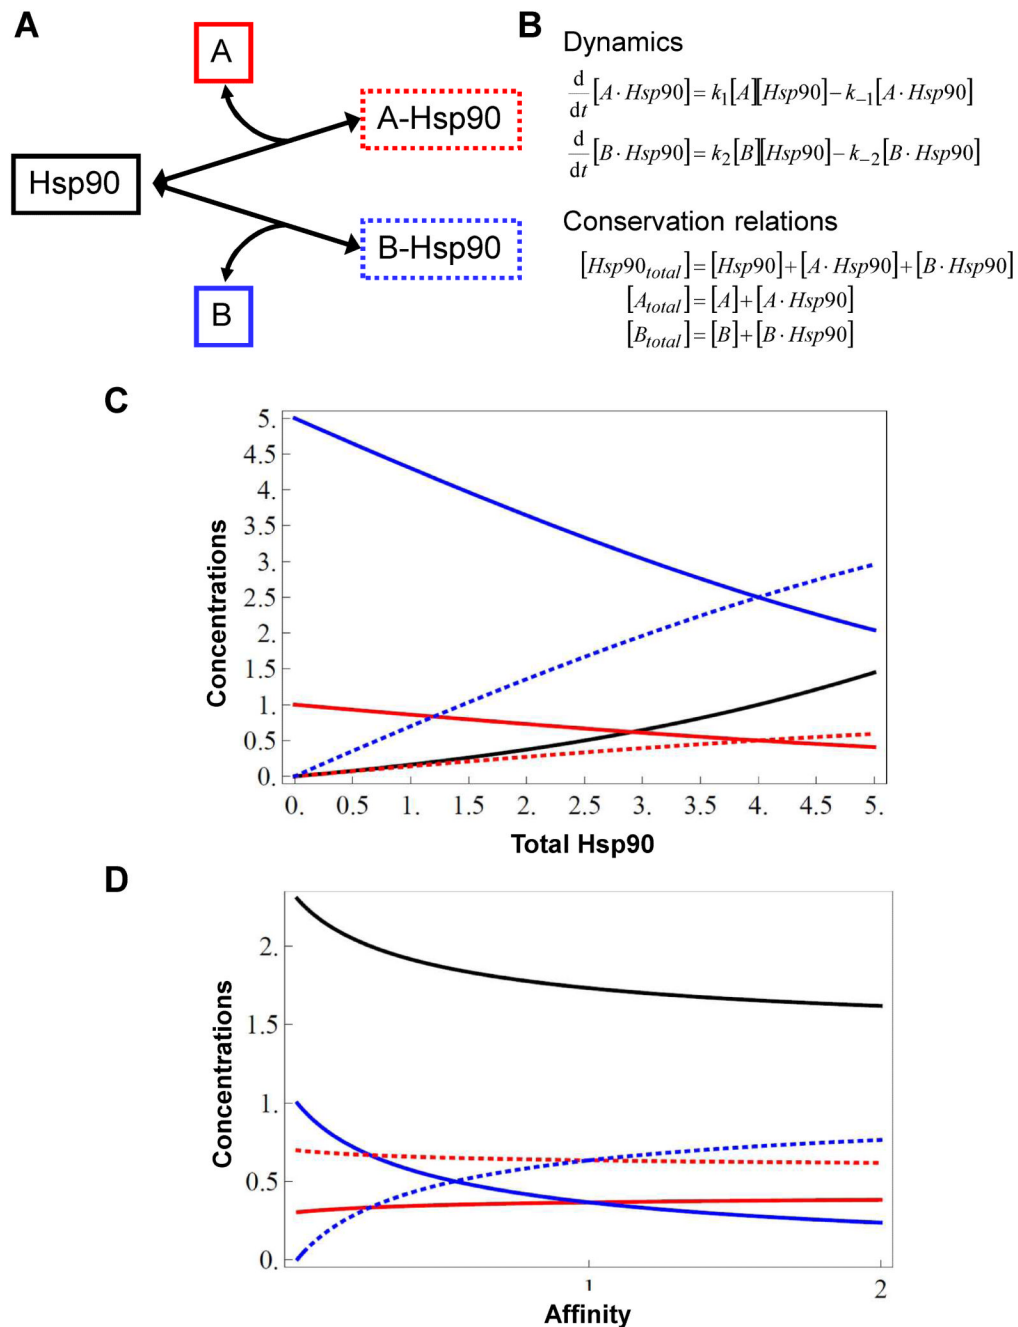 A
B
A
A-Hsp90
Hsp90
B-Hsp90
B
Dynamics
d/dt [A · Hsp90] = k₁[A][Hsp90] − k₋₁[A · Hsp90]
d/dt [B · Hsp90] = k₂[B][Hsp90] − k₋₂[B · Hsp90]
Conservation relations
[Hsp90total] = [Hsp90] + [A · Hsp90] + [B · Hsp90]
[Atotal] = [A] + [A · Hsp90]
[Btotal] = [B] + [B · Hsp90]
C
Concentrations
5.
4.5
4.
3.5
3.
2.5
2.
1.5
1.
0.5
0.
0. 0.5 1. 1.5 2. 2.5 3. 3.5 4. 4.5 5.
Total Hsp90
D
Concentrations
2.
1.5
1.
0.5
0.
1 2
Affinity